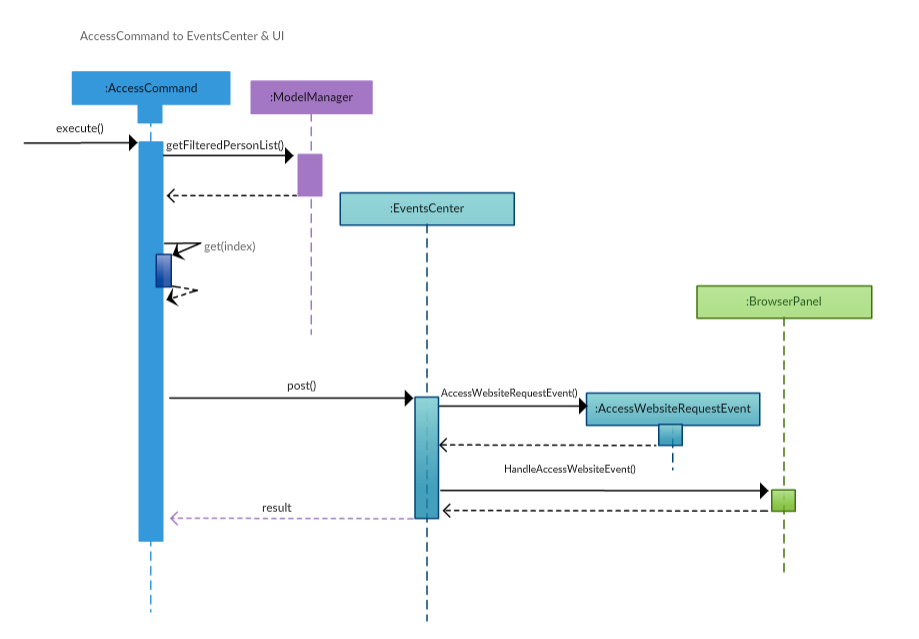 AccessCommand to EventsCenter & UI
:AccessCommand
:ModelManager
execute()
getFilteredPersonList()
:EventsCenter
get(index)
:BrowserPanel
post()
AccessWebsiteRequestEvent()
:AccessWebsiteRequestEvent
HandleAccessWebsiteEvent()
result